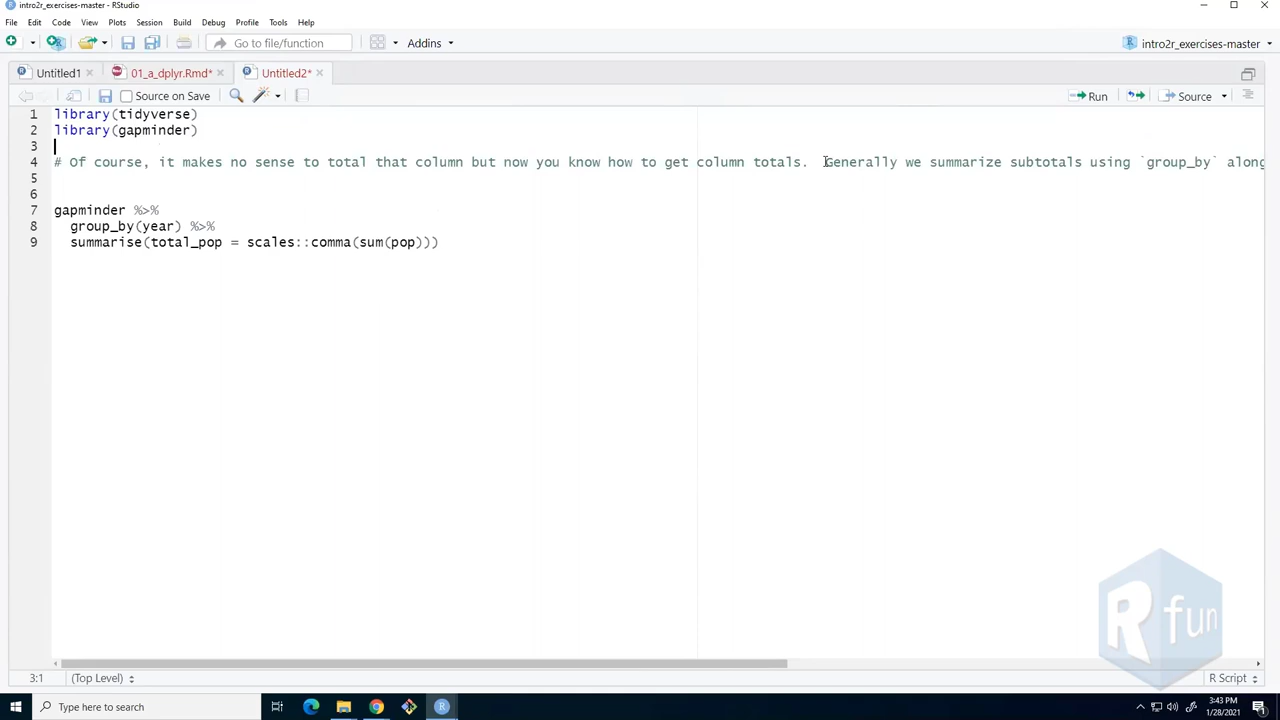 intro2r_exercises-master - RStudio
File Edit Code View Plots Session Build Debug Profile Tools Help
Go to file/function Addins intro2r_exercises-master
Untitled1 01_a_dplyr.Rmd* Untitled2*
Source on Save Run Source
1 library(tidyverse)
2 library(gapminder)
3
4 # Of course, it makes no sense to total that column but now you know how to get column totals. Generally we summarize subtotals using `group_by` along
5
6
7 gapminder %>%
8 group_by(year) %>%
9 summarise(total_pop = scales::comma(sum(pop)))
R fun
3:1 (Top Level) R Script
Type here to search
3:43 PM
1/28/2021